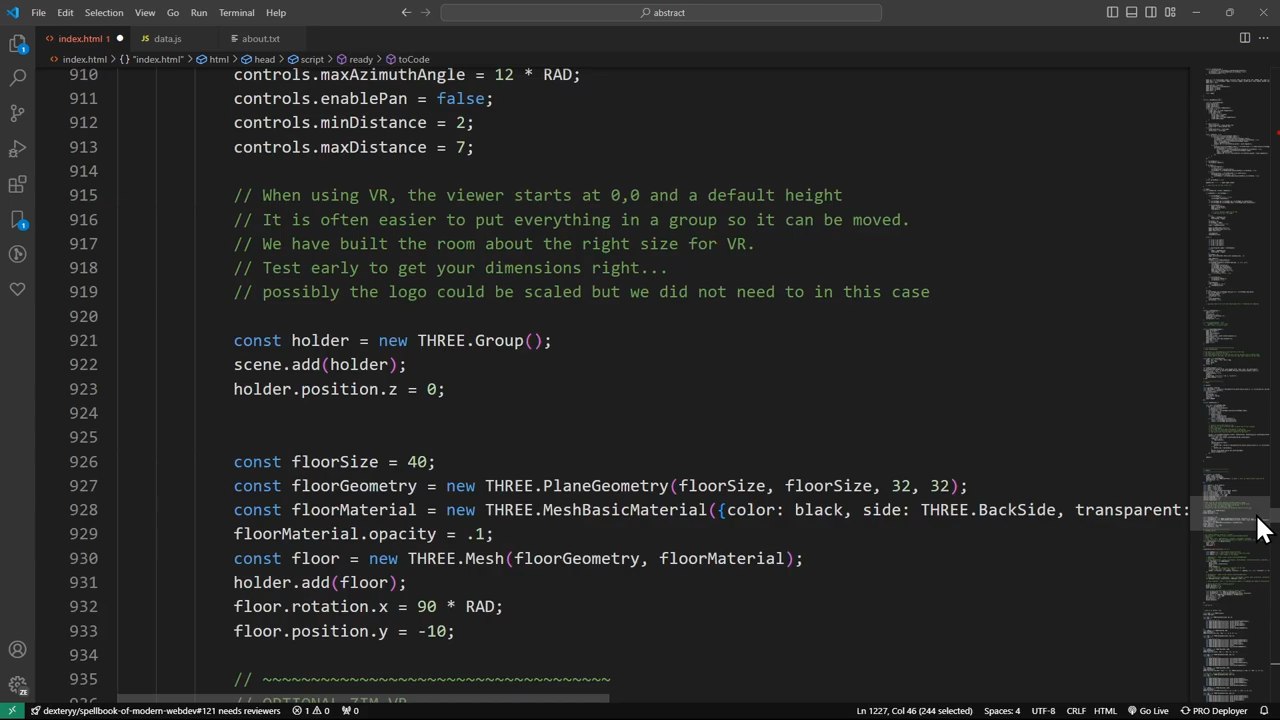 File Edit Selection View Go Run Terminal Help
abstract
index.html 1 data.js about.txt
index.html > {} "index.html" > html > head > script > ready > toCode
910 controls.maxAzimuthAngle = 12 * RAD;
911 controls.enablePan = false;
912 controls.minDistance = 2;
913 controls.maxDistance = 7;
914
915 // When using VR, the viewer starts at 0,0 and a default height
916 // It is often easier to put everything in a group so it can be moved.
917 // We have built the room about the right size for VR.
918 // Test early to get your dimensions right...
919 // possibly the logo could be scaled but we did not need to in this case
920
921 const holder = new THREE.Group();
922 scene.add(holder);
923 holder.position.z = 0;
924
925
926 const floorSize = 40;
927 const floorGeometry = new THREE.PlaneGeometry(floorSize, floorSize, 32, 32);
928 const floorMaterial = new THREE.MeshBasicMaterial({color: black, side: THREE.BackSide, transparent:
929 floorMaterial.opacity = .1;
930 const floor = new THREE.Mesh(floorGeometry, floorMaterial);
931 holder.add(floor);
932 floor.rotation.x = 90 * RAD;
933 floor.position.y = -10;
934
935 // ~~~~~~~~~~~~~~~~~~~~~~~~~~~~~~~~~~~~
936 // OPTIONAL ZIM VR
dexteryy/spellbook-of-modern-webdev#121 needs reviewers 1 0 0 Ln 1227, Col 46 (244 selected) Spaces: 4 UTF-8 CRLF HTML Go Live PRO Deployer